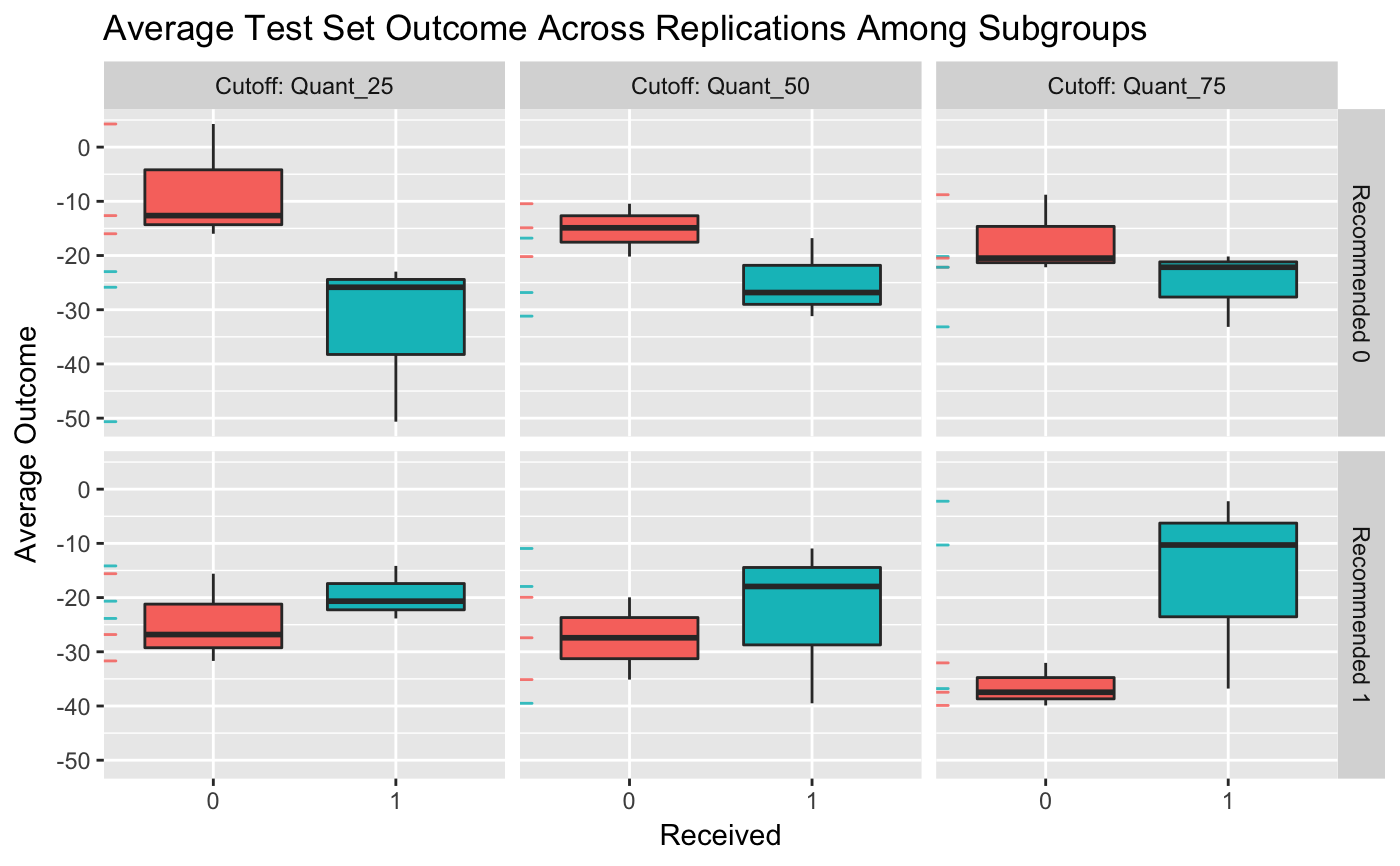 Average Test Set Outcome Across Replications Among Subgroups
Cutoff: Quant_25
Cutoff: Quant_50
Cutoff: Quant_75
0
-10
-20
-30
-40
-50
Recommended 0
0
-10
-20
-30
-40
-50
Recommended 1
Average Outcome
0
1
0
1
0
1
Received